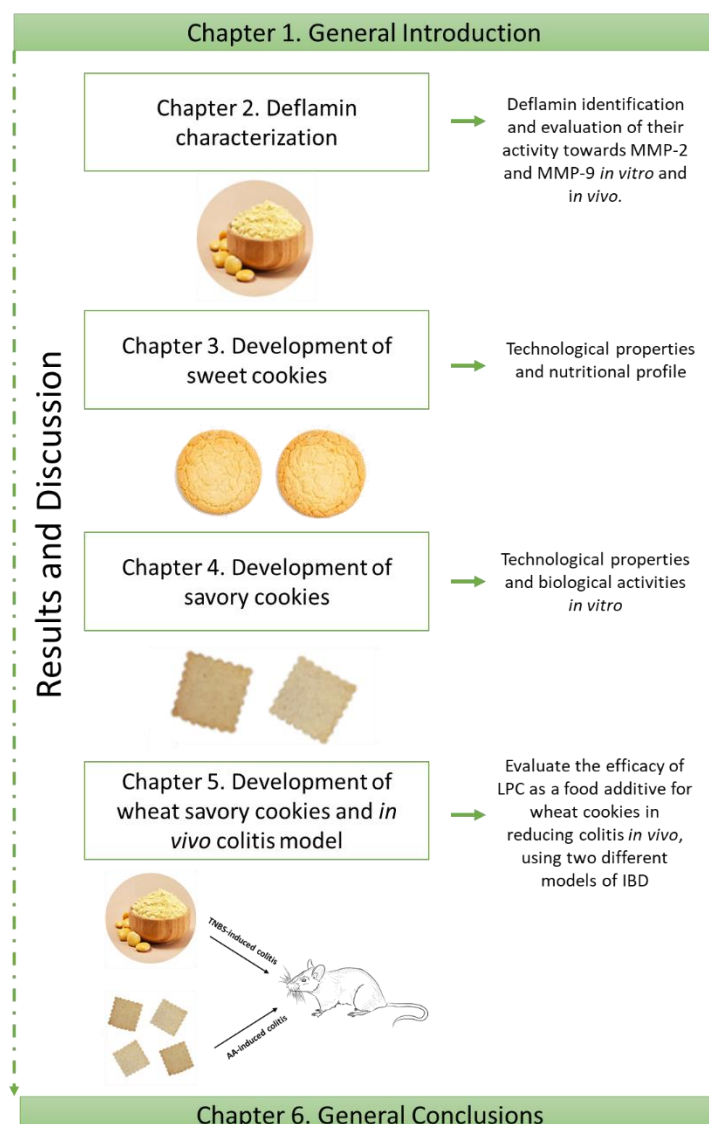 Chapter 1. General Introduction
Results and Discussion
Chapter 2. Deflamin
characterization
Deflamin identification
and evaluation of their
activity towards MMP-2
and MMP-9 in vitro and
in vivo.
Chapter 3. Development of
sweet cookies
Technological properties
and nutritional profile
Chapter 4. Development of
savory cookies
Technological properties
and biological activities
in vitro
Chapter 5. Development of
wheat savory cookies and in
vivo colitis model
Evaluate the efficacy of
LPC as a food additive for
wheat cookies in
reducing colitis in vivo,
using two different
models of IBD
TNBS-induced colitis
AA-induced colitis
Chapter 6. General Conclusions